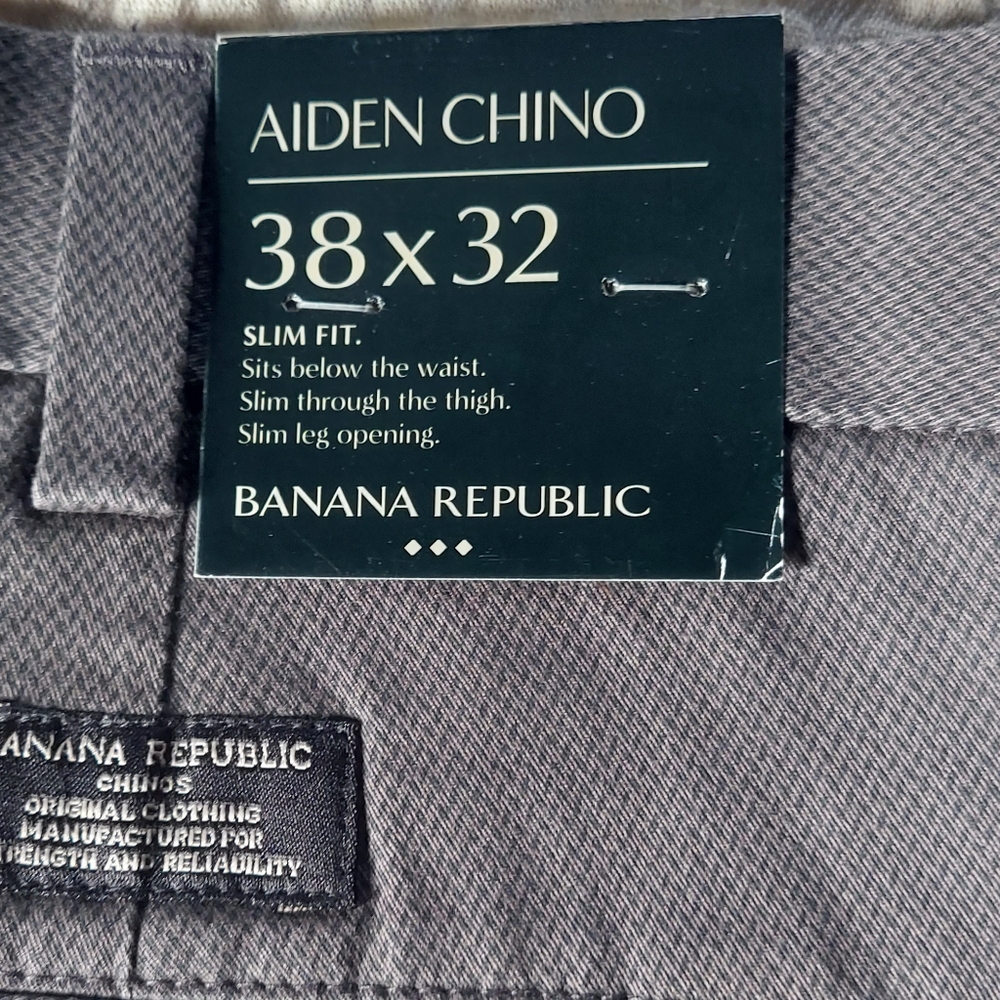 AIDEN CHINO
38 x 32
SLIM FIT.
Sits below the waist.
Slim through the thigh.
Slim leg opening.
BANANA REPUBLIC
ANANA REPUBLIC
CHINOS
ORIGINAL CLOTHING
MANUFACTURED FOR
RENGTH AND RELIABILITY